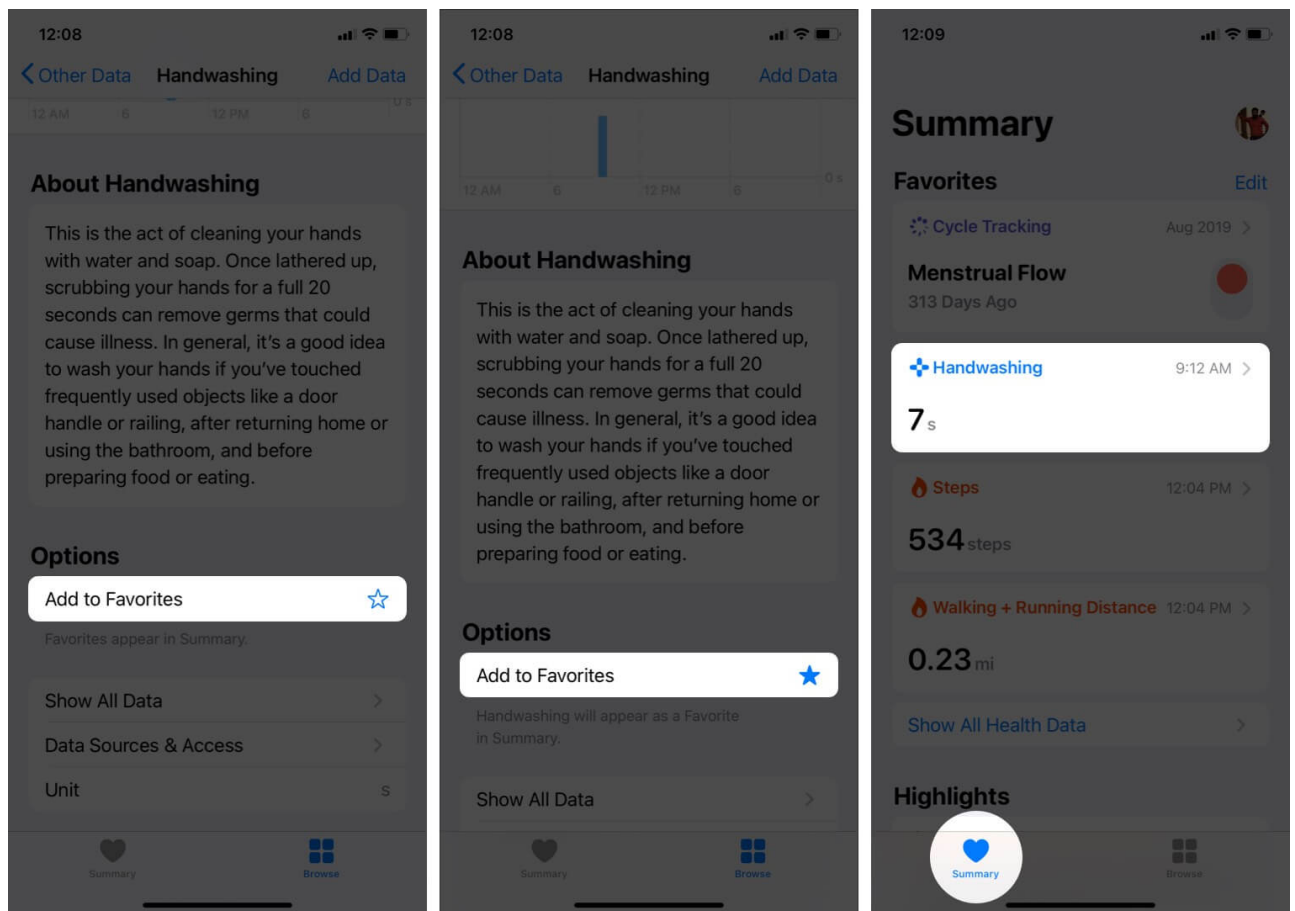 12:08
Other Data Handwashing Add Data
0 s
12 AM 6 12 PM 6
About Handwashing
This is the act of cleaning your hands
with water and soap. Once lathered up,
scrubbing your hands for a full 20
seconds can remove germs that could
cause illness. In general, it's a good idea
to wash your hands if you've touched
frequently used objects like a door
handle or railing, after returning home or
using the bathroom, and before
preparing food or eating.
Options
Add to Favorites
Favorites appear in Summary.
Show All Data
Data Sources & Access
Unit s
Summary Browse
12:08
Other Data Handwashing Add Data
0 s
12 AM 6 12 PM 6
About Handwashing
This is the act of cleaning your hands
with water and soap. Once lathered up,
scrubbing your hands for a full 20
seconds can remove germs that could
cause illness. In general, it's a good idea
to wash your hands if you've touched
frequently used objects like a door
handle or railing, after returning home or
using the bathroom, and before
preparing food or eating.
Options
Add to Favorites
Handwashing will appear as a Favorite
in Summary.
Show All Data
Summary Browse
12:09
Summary
Favorites Edit
Cycle Tracking Aug 2019
Menstrual Flow
313 Days Ago
Handwashing 9:12 AM
7 s
Steps 12:04 PM
534 steps
Walking + Running Distance 12:04 PM
0.23 mi
Show All Health Data
Highlights
Summary Browse